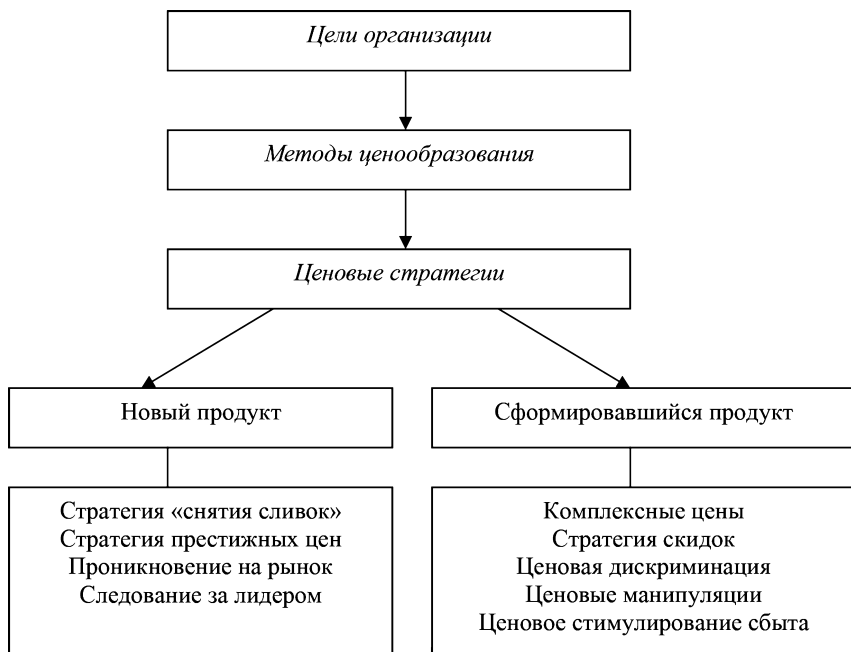 Цели организации
Методы ценообразования
Ценовые стратегии
Новый продукт
Сформировавшийся продукт
Стратегия «снятия сливок»
Стратегия престижных цен
Проникновение на рынок
Следование за лидером
Комплексные цены
Стратегия скидок
Ценовая дискриминация
Ценовые манипуляции
Ценовое стимулирование сбыта